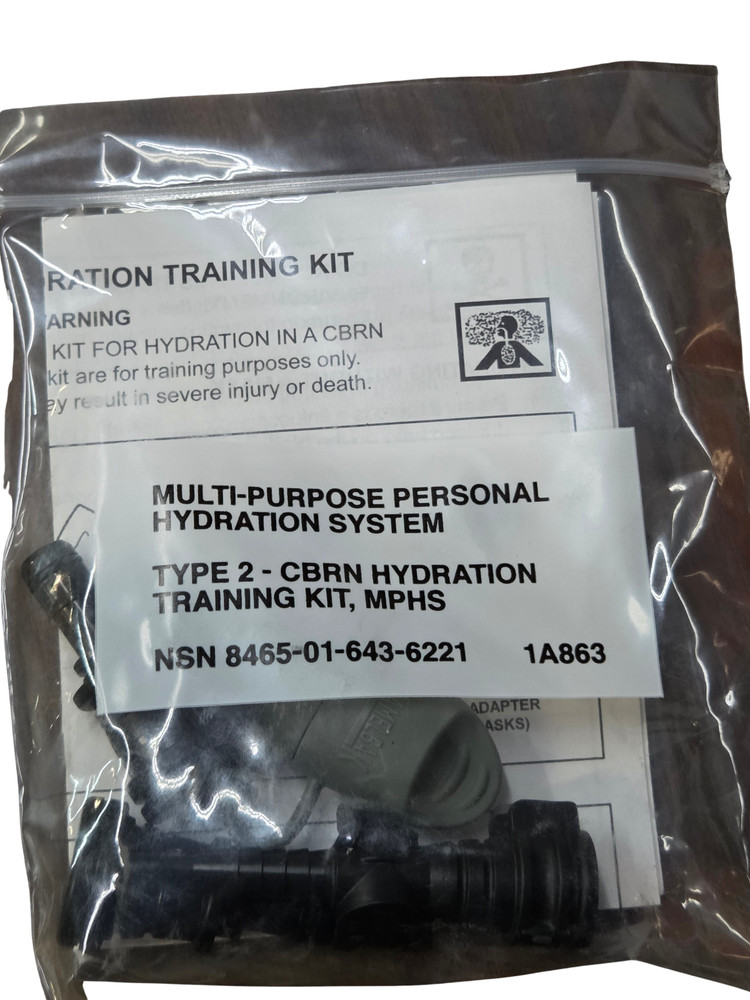 RATION TRAINING KIT
ARNING
KIT FOR HYDRATION IN A CBRN
kit are for training purposes only.
ay result in severe injury or death.
MULTI-PURPOSE PERSONAL
HYDRATION SYSTEM
TYPE 2 - CBRN HYDRATION
TRAINING KIT, MPHS
NSN 8465-01-643-6221 1A863
ADAPTER
ASKS)